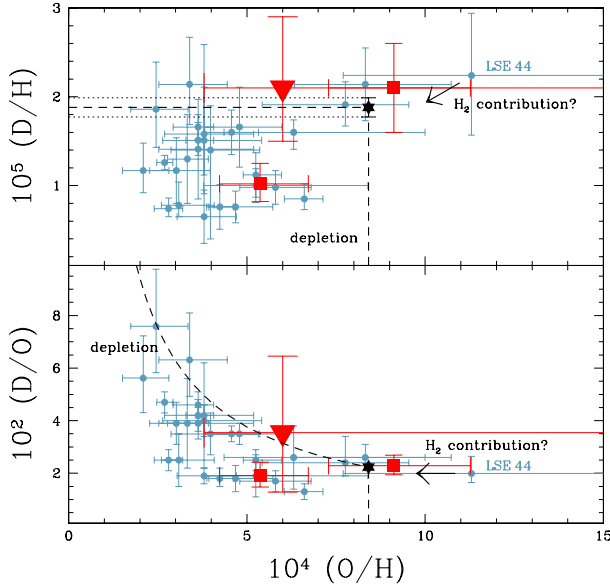 3
LSE 44
2
H₂ contribution?
10⁵ (D/H)
1
depletion
8
depletion
6
10² (D/O)
4
H₂ contribution?
LSE 44
2
0
5
10
15
10⁴ (O/H)